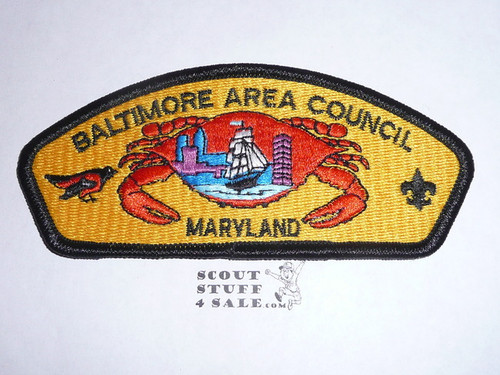 BALTIMORE AREA COUNCIL
MARYLAND
SCOUT
STUFF
4 SALE.COM